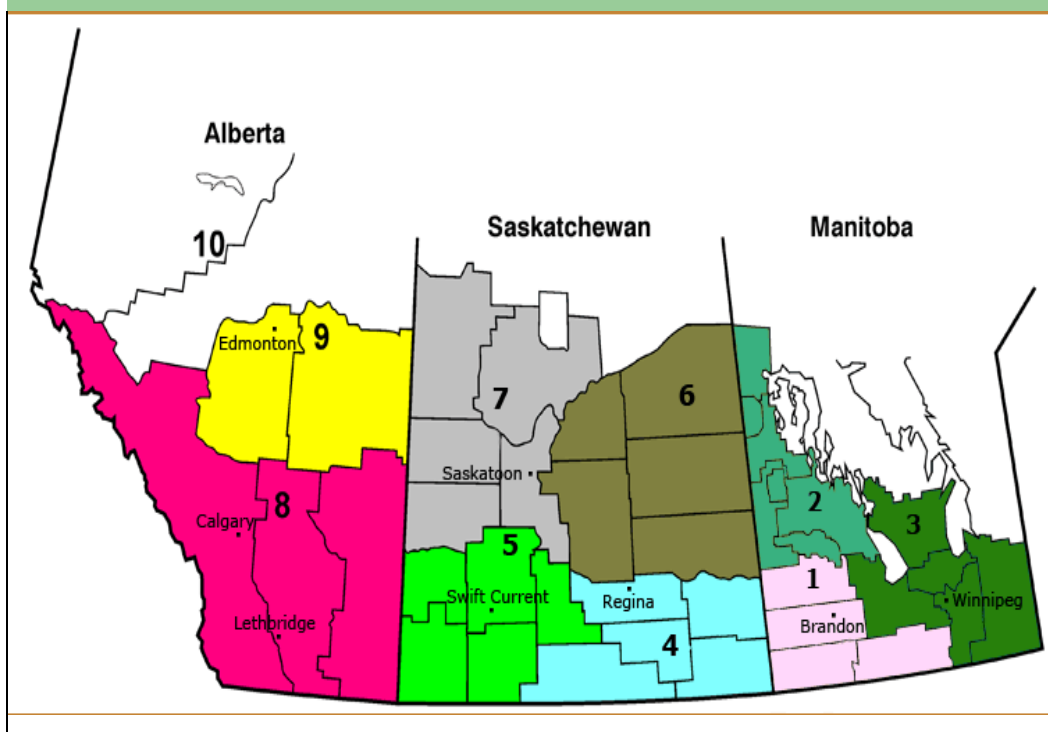 Alberta
Saskatchewan
Manitoba
10
9
Edmonton
7
6
Saskatoon
8
Calgary
2
3
5
1
Swift Current
Regina
Winnipeg
Lethbridge
Brandon
4